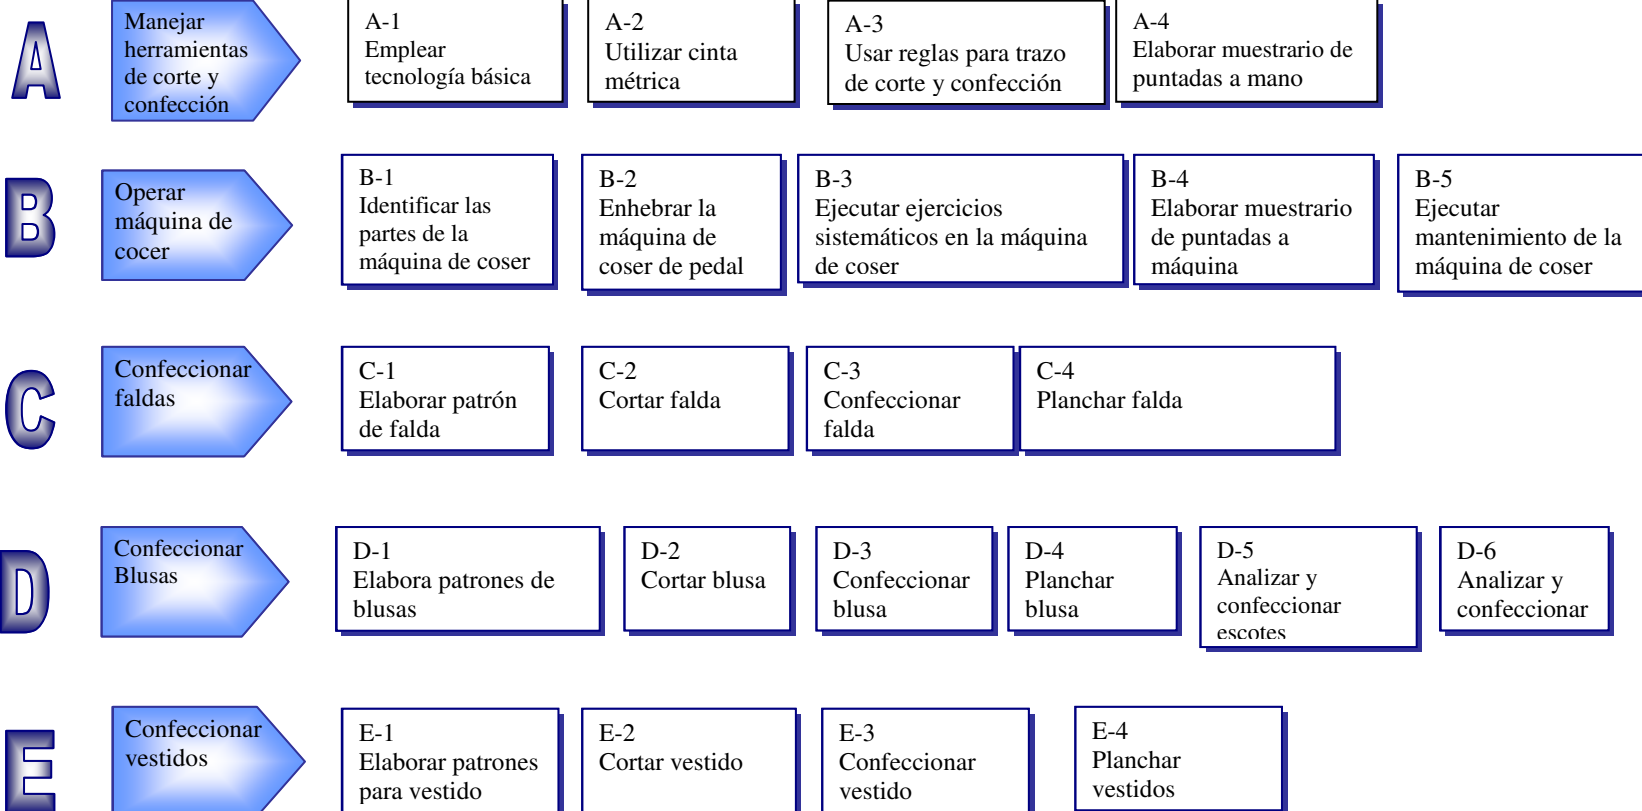 A
Manejar
herramientas
de corte y
confección
A-1
Emplear
tecnología básica
A-2
Utilizar cinta
métrica
A-3
Usar reglas para trazo
de corte y confección
A-4
Elaborar muestrario de
puntadas a mano
B
Operar
máquina de
cocer
B-1
Identificar las
partes de la
máquina de coser
B-2
Enhebrar la
máquina de
coser de pedal
B-3
Ejecutar ejercicios
sistemáticos en la máquina
de coser
B-4
Elaborar muestrario
de puntadas a
máquina
B-5
Ejecutar
mantenimiento de la
máquina de coser
C
Confeccionar
faldas
C-1
Elaborar patrón
de falda
C-2
Cortar falda
C-3
Confeccionar
falda
C-4
Planchar falda
D
Confeccionar
Blusas
D-1
Elabora patrones de
blusas
D-2
Cortar blusa
D-3
Confeccionar
blusa
D-4
Planchar
blusa
D-5
Analizar y
confeccionar
escotes
D-6
Analizar y
confeccionar
E
Confeccionar
vestidos
E-1
Elaborar patrones
para vestido
E-2
Cortar vestido
E-3
Confeccionar
vestido
E-4
Planchar
vestidos